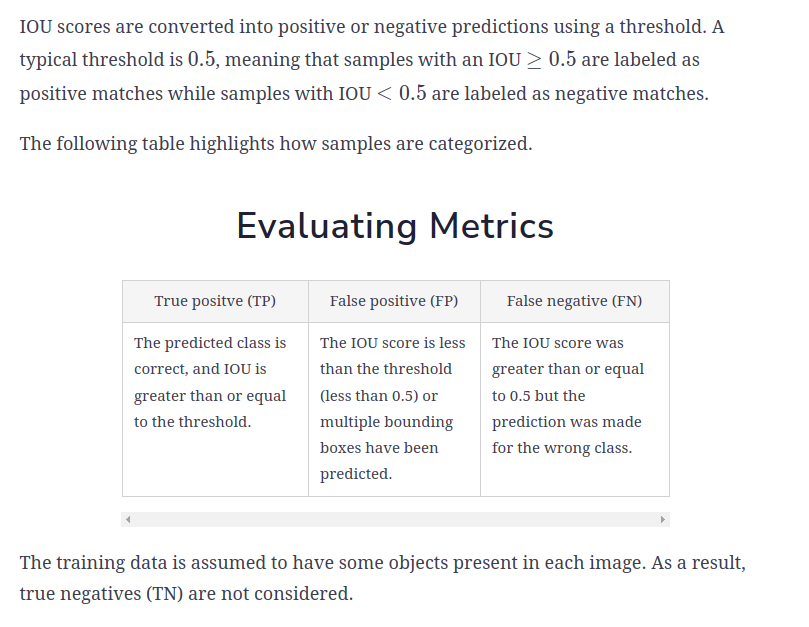 IOU scores are converted into positive or negative predictions using a threshold. A
typical threshold is 0.5, meaning that samples with an IOU ≥ 0.5 are labeled as
positive matches while samples with IOU < 0.5 are labeled as negative matches.
The following table highlights how samples are categorized.
Evaluating Metrics
True positve (TP)
False positive (FP)
False negative (FN)
The predicted class is
correct, and IOU is
greater than or equal
to the threshold.
The IOU score is less
than the threshold
(less than 0.5) or
multiple bounding
boxes have been
predicted.
The IOU score was
greater than or equal
to 0.5 but the
prediction was made
for the wrong class.
The training data is assumed to have some objects present in each image. As a result,
true negatives (TN) are not considered.